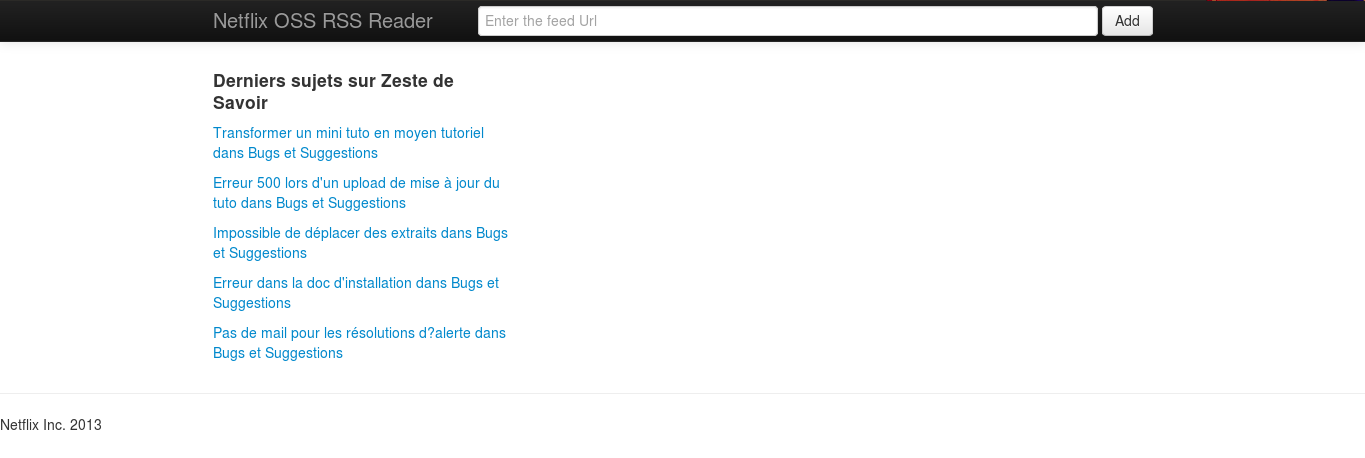 Netflix OSS RSS Reader Enter the feed Url Add
Derniers sujets sur Zeste de
Savoir
Transformer un mini tuto en moyen tutoriel
dans Bugs et Suggestions
Erreur 500 lors d'un upload de mise à jour du
tuto dans Bugs et Suggestions
Impossible de déplacer des extraits dans Bugs
et Suggestions
Erreur dans la doc d'installation dans Bugs et
Suggestions
Pas de mail pour les résolutions d?alerte dans
Bugs et Suggestions
Netflix Inc. 2013